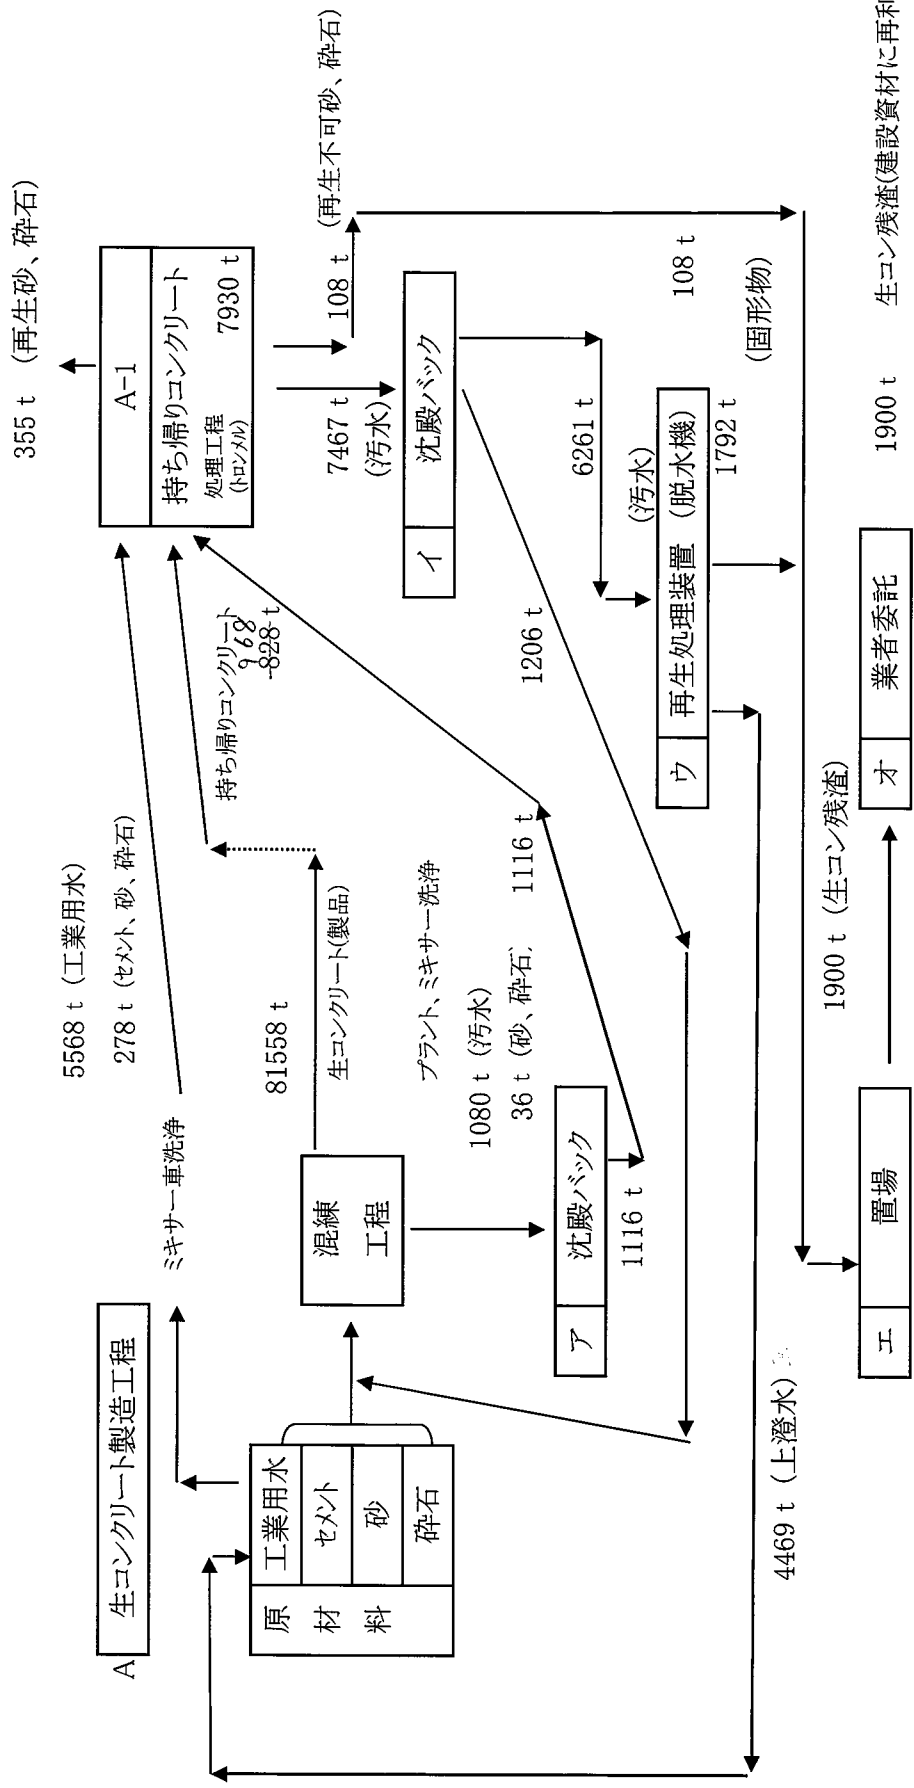 A 生コンクリート製造工程
原材料
工業用水
セメント
砂
砕石
ミキサー車洗浄
5568 t (工業用水)
278 t (セメント、砂、砕石)
混練
工程
81558 t
生コンクリート(製品)
持ち帰りコンクリート
968
828 t
355 t (再生砂、砕石)
A-1
持ち帰りコンクリート
処理工程
(トロンメル)
7930 t
プラント、ミキサー洗浄
1080 t (汚水)
36 t (砂、砕石)
ア 沈殿バック
1116 t
1116 t
7467 t
(汚水)
108 t
(再生不可砂、砕石)
イ 沈殿バック
1206 t
6261 t
(汚水)
ウ 再生処理装置 (脱水機)
1792 t
108 t
(固形物)
4469 t (上澄水)
1900 t (生コン残渣)
エ 置場
オ 業者委託
1900 t
生コン残渣(建設資材に再利